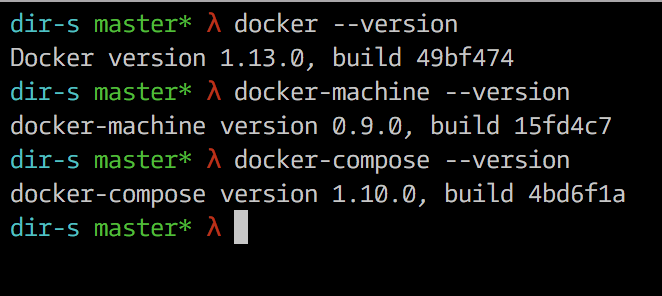 dir-s master* λ docker --version
Docker version 1.13.0, build 49bf474
dir-s master* λ docker-machine --version
docker-machine version 0.9.0, build 15fd4c7
dir-s master* λ docker-compose --version
docker-compose version 1.10.0, build 4bd6f1a
dir-s master* λ